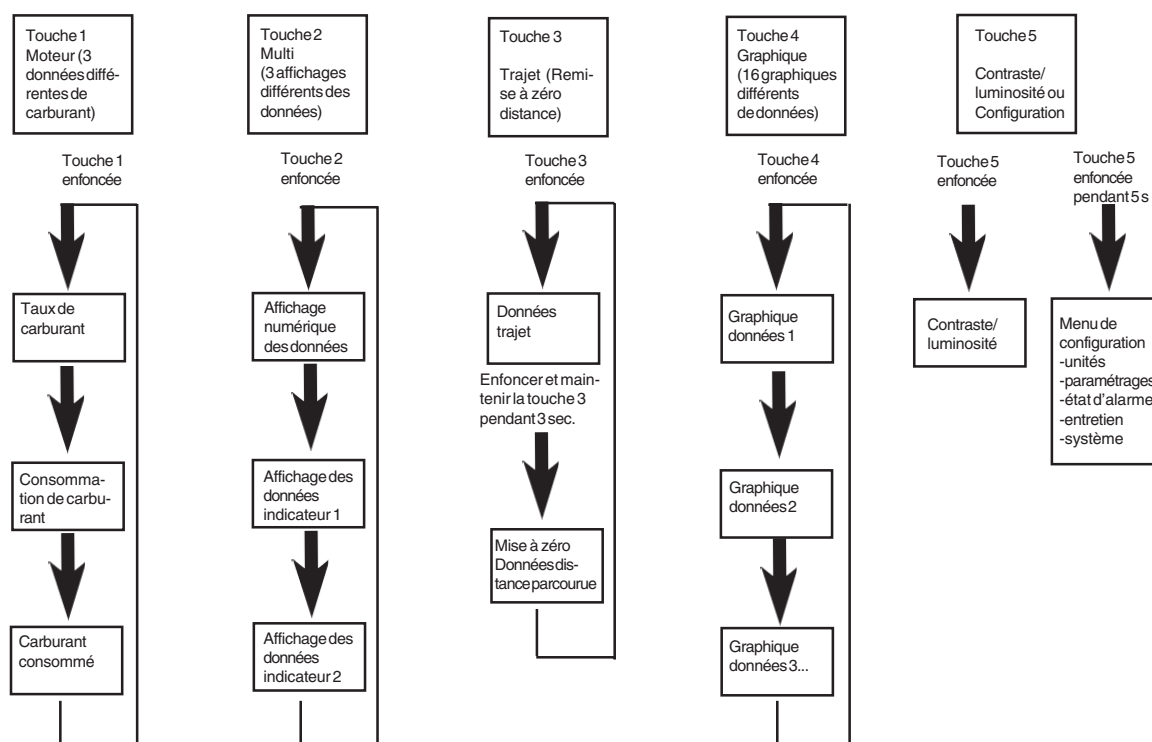 Touche 1
Moteur (3
données diffé-
rentes de
carburant)
Touche 1
enfoncée
Taux de
carburant
Consomma-
tion de carbu-
rant
Carburant
consommé
Touche 2
Multi
(3 affichages
différents des
données)
Touche 2
enfoncée
Affichage
numérique
des données
Affichage des
données
indicateur 1
Affichage des
données
indicateur 2
Touche 3
Trajet (Remi-
se à zéro
distance)
Touche 3
enfoncée
Données
trajet
Enfoncer et main-
tenir la touche 3
pendant 3 sec.
Mise à zéro
Données dis-
tance parcourue
Touche 4
Graphique
(16 graphiques
différents
de données)
Touche 4
enfoncée
Graphique
données 1
Graphique
données 2
Graphique
données 3...
Touche 5
Contraste/
luminosité ou
Configuration
Touche 5
enfoncée
Contraste/
luminosité
Touche 5
enfoncée
pendant 5 s
Menu de
configuration
-unités
-paramétrages
-état d'alarme
-entretien
-système